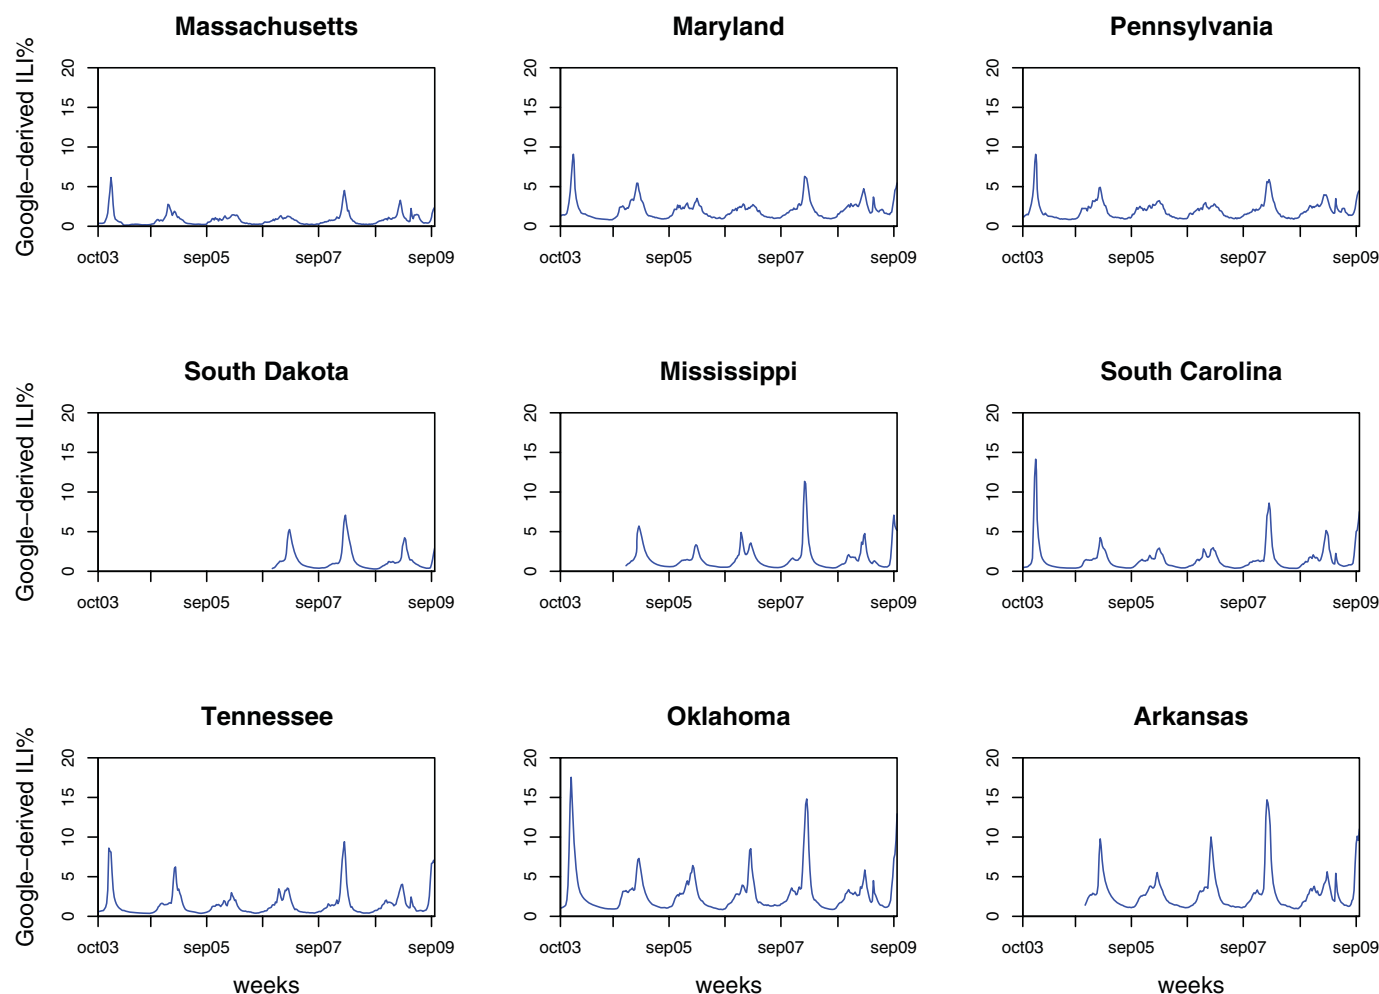 Massachusetts Maryland Pennsylvania
Google−derived ILI%
0 5 10 15 20
0 5 10 15 20
0 5 10 15 20
oct03 sep05 sep07 sep09
oct03 sep05 sep07 sep09
oct03 sep05 sep07 sep09
South Dakota Mississippi South Carolina
Google−derived ILI%
0 5 10 15 20
0 5 10 15 20
0 5 10 15 20
oct03 sep05 sep07 sep09
oct03 sep05 sep07 sep09
oct03 sep05 sep07 sep09
Tennessee Oklahoma Arkansas
Google−derived ILI%
0 5 10 15 20
0 5 10 15 20
0 5 10 15 20
oct03 sep05 sep07 sep09
oct03 sep05 sep07 sep09
oct03 sep05 sep07 sep09
weeks weeks weeks